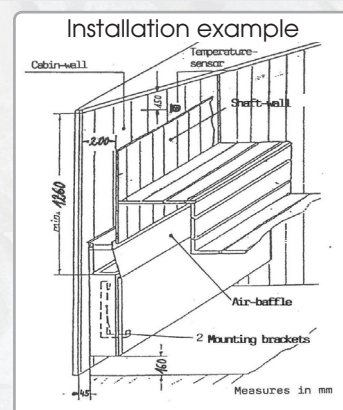 Installation example
Temperature-
sensor
Cabin-wall
150
Shaft-wall
200
min. 1260
Air-baffle
2 Mounting brackets
160
45
Measures in mm